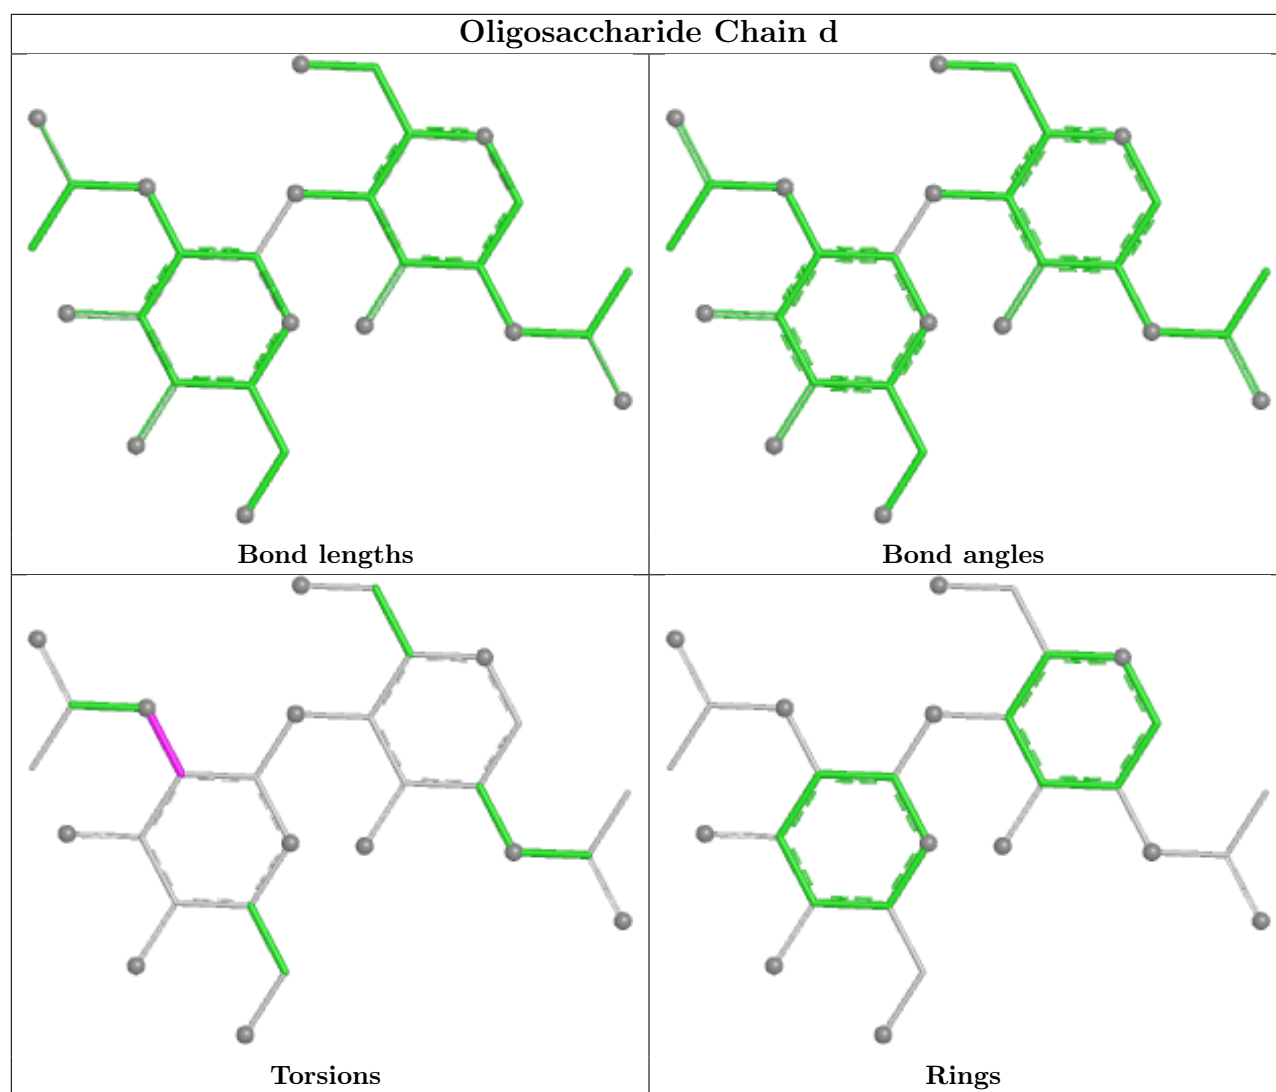 Oligosaccharide Chain d
Bond lengths
Bond angles
Torsions
Rings